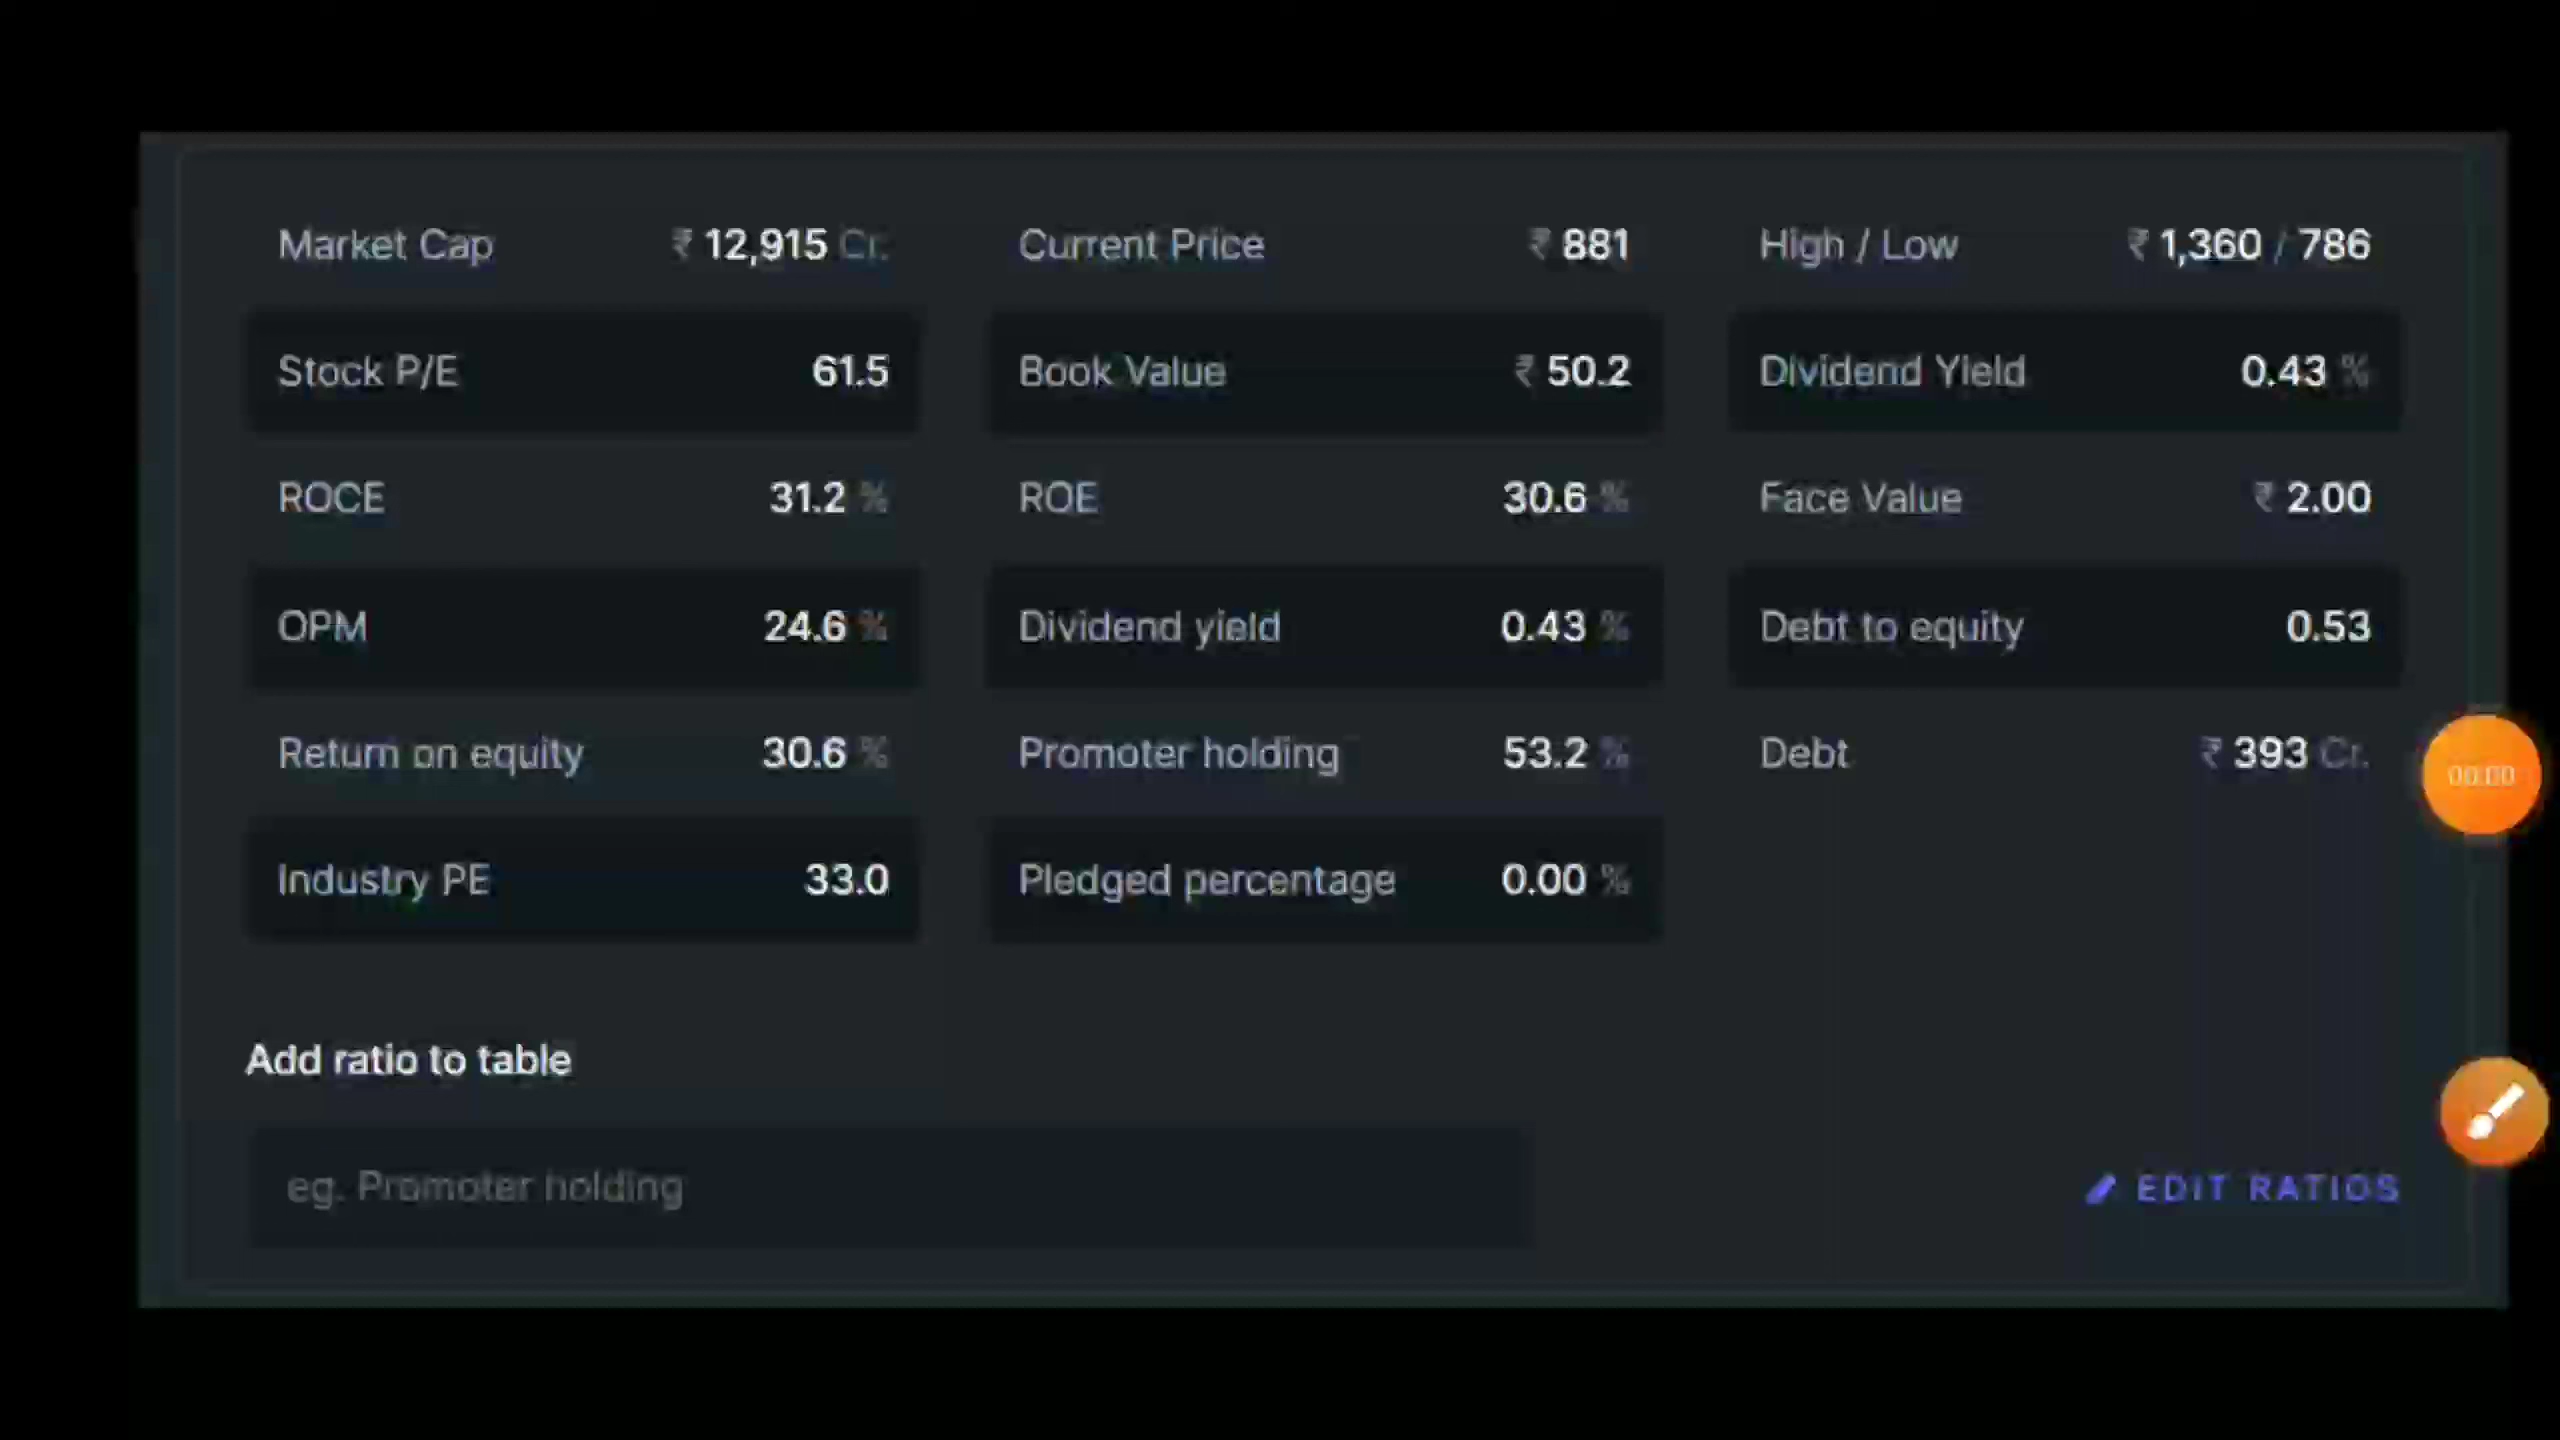 Market Cap ₹ 12,915 Cr. Current Price ₹ 881 High / Low ₹ 1,360 / 786
Stock P/E 61.5 Book Value ₹ 50.2 Dividend Yield 0.43 %
ROCE 31.2 % ROE 30.6 % Face Value ₹ 2.00
OPM 24.6 % Dividend yield 0.43 % Debt to equity 0.53
Return on equity 30.6 % Promoter holding 53.2 % Debt ₹ 393 Cr.
00:00
Industry PE 33.0 Pledged percentage 0.00 %
Add ratio to table
eg. Promoter holding
EDIT RATIOS